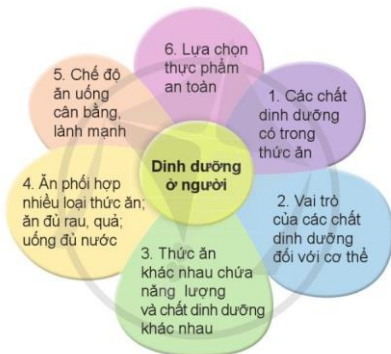 6. Lựa chọn
thực phẩm
an toàn
1. Các chất
dinh dưỡng
có trong
thức ăn
2. Vai trò
của các chất
dinh dưỡng
đối với cơ thể
3. Thức ăn
khác nhau chứa
năng lượng
và chất dinh dưỡng
khác nhau
4. Ăn phối hợp
nhiều loại thức ăn;
ăn đủ rau, quả;
uống đủ nước
5. Chế độ
ăn uống
cân bằng,
lành mạnh
Dinh dưỡng
ở người